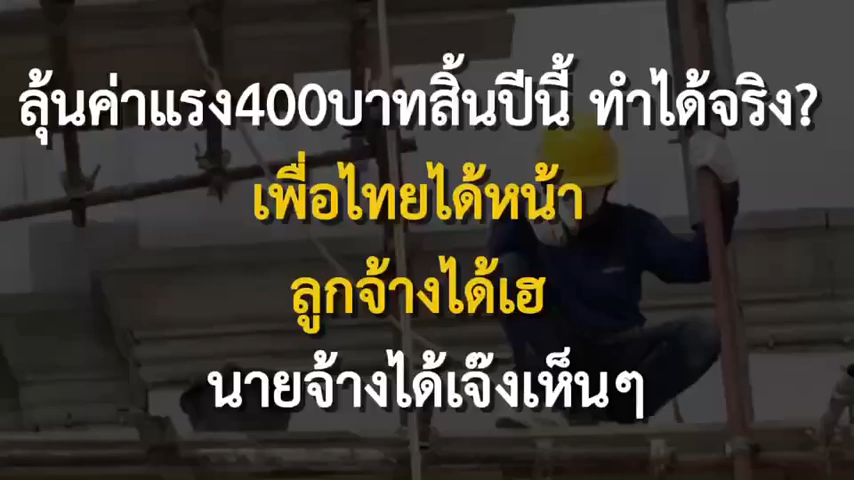 ลุ้นค่าแรง400บาทสิ้นปีนี้ ทำได้จริง?
เพื่อไทยได้หน้า
ลูกจ้างได้เฮ
นายจ้างได้เจ๊งเห็นๆ